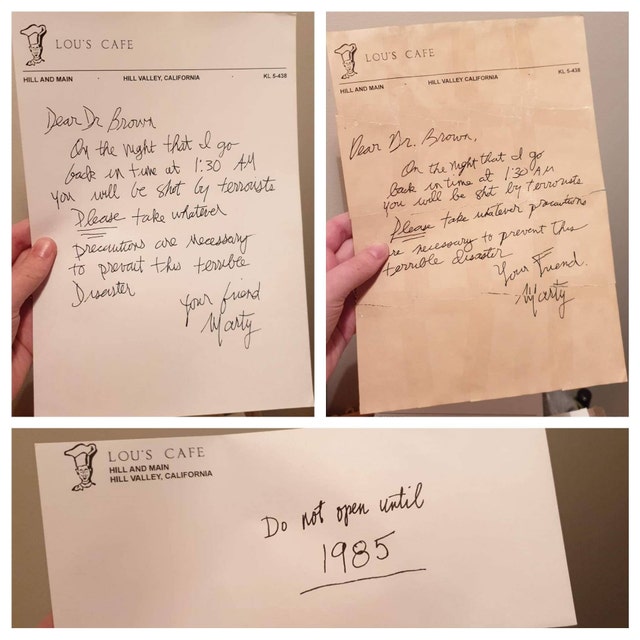 LOU'S CAFE
HILL AND MAIN HILL VALLEY, CALIFORNIA KL 5-438
Dear Dr Brown
On the night that I go
back in time at 1:30 AM
you will be shot by terrorists
Please take whatever
precautions are necessary
to prevent this terrible
Disaster
Your friend
Marty
LOU'S CAFE
HILL AND MAIN HILL VALLEY, CALIFORNIA KL 5-438
Dear Dr. Brown,
On the night that I go
back in time at 1:30 AM
you will be shot by terrorists
Please take whatever precautions
are necessary to prevent this
terrible disaster
Your Friend.
Marty
LOU'S CAFE
HILL AND MAIN
HILL VALLEY, CALIFORNIA
Do not open until
1985